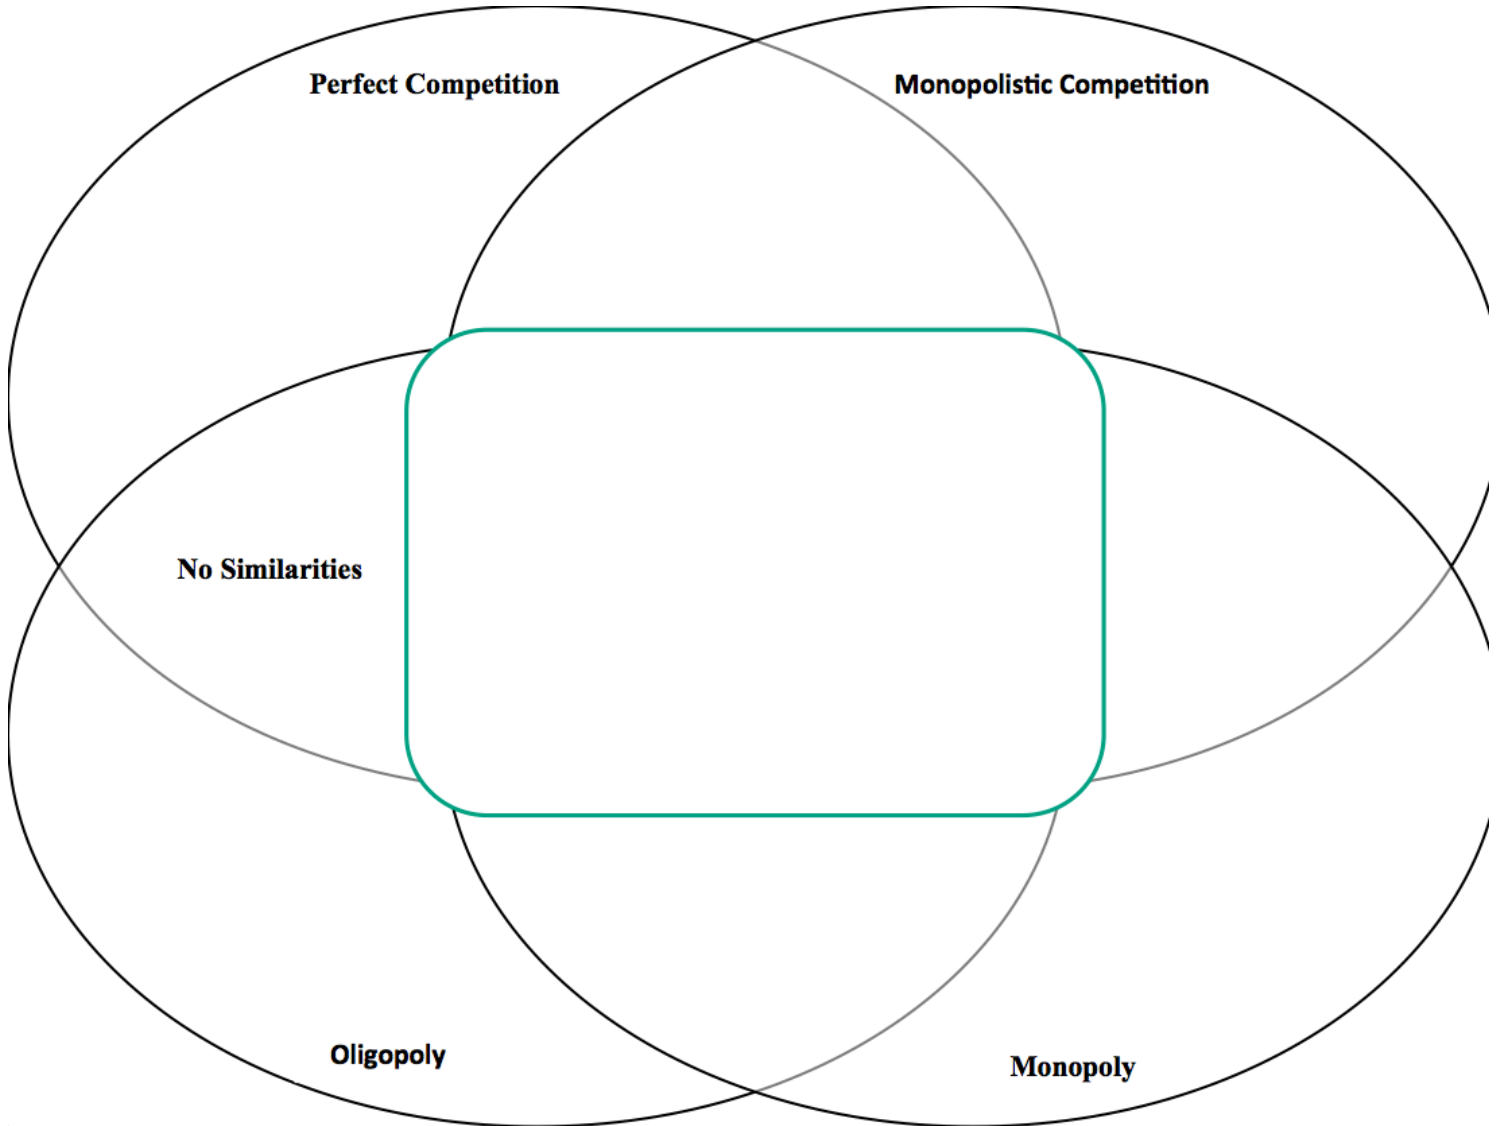 Perfect Competition
Monopolistic Competition
No Similarities
Oligopoly
Monopoly